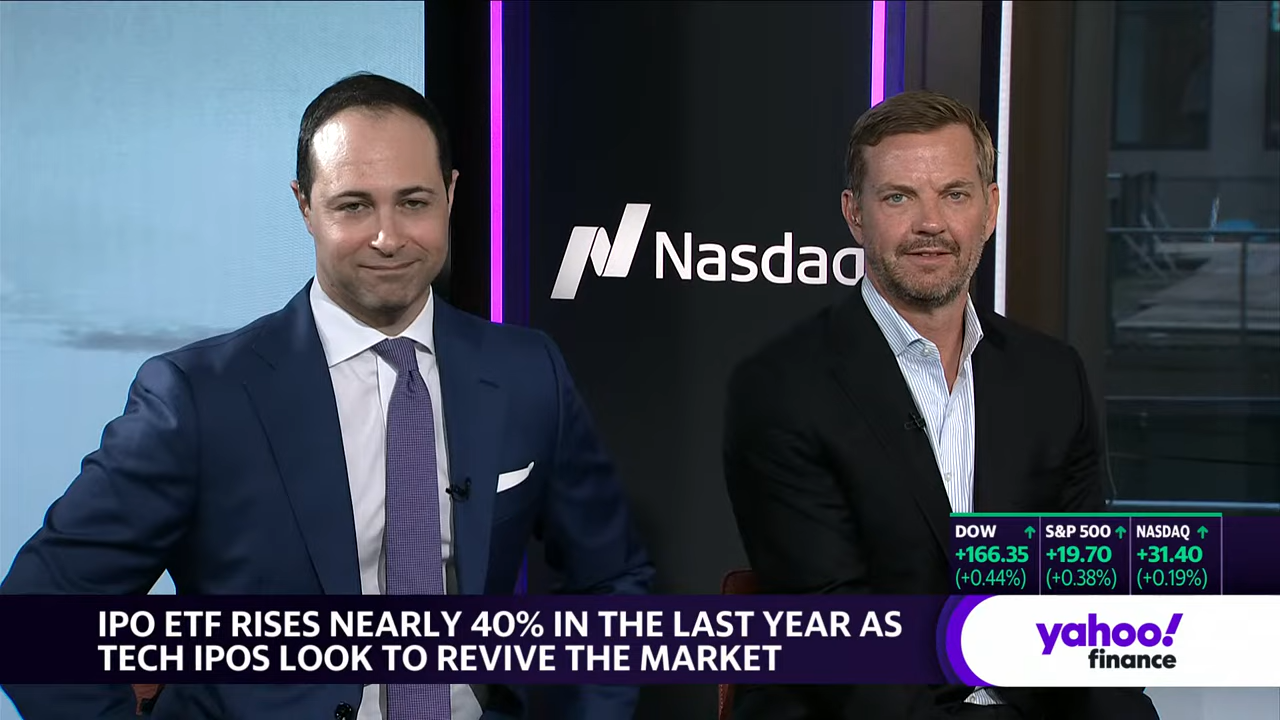 Nasdaq
DOW ↑ S&P 500 ↑ NASDAQ ↑
+166.35 +19.70 +31.40
(+0.44%) (+0.38%) (+0.19%)
IPO ETF RISES NEARLY 40% IN THE LAST YEAR AS
TECH IPOS LOOK TO REVIVE THE MARKET
yahoo!
finance